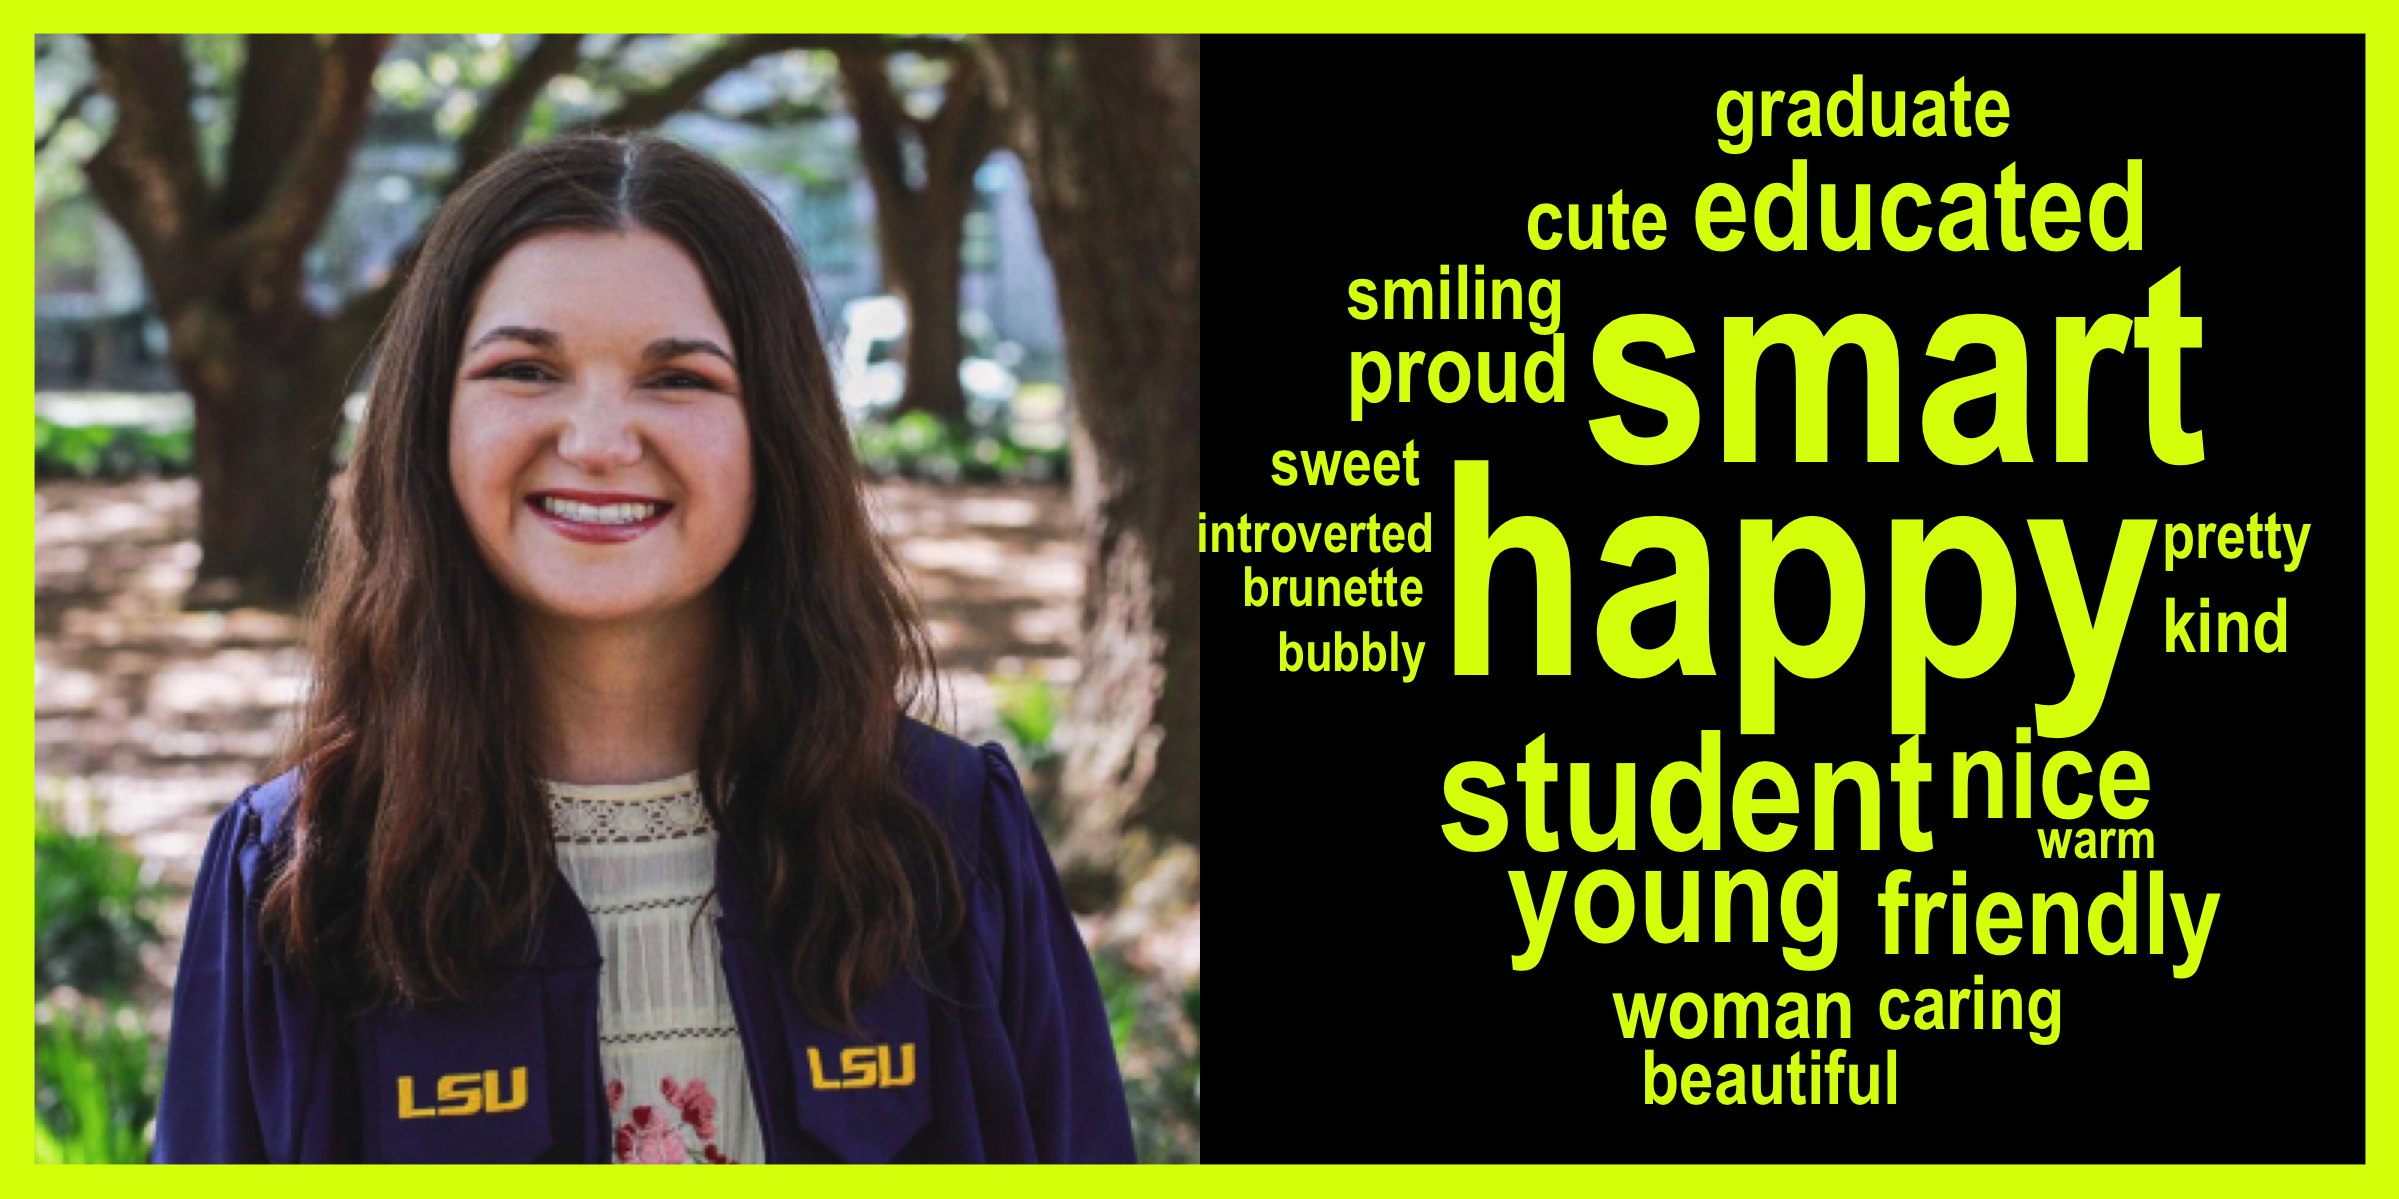 LSU
LSU
graduate
cute educated
smiling
proud smart
sweet
introverted
brunette
bubbly
happy
pretty
kind
student nice
warm
young friendly
woman caring
beautiful